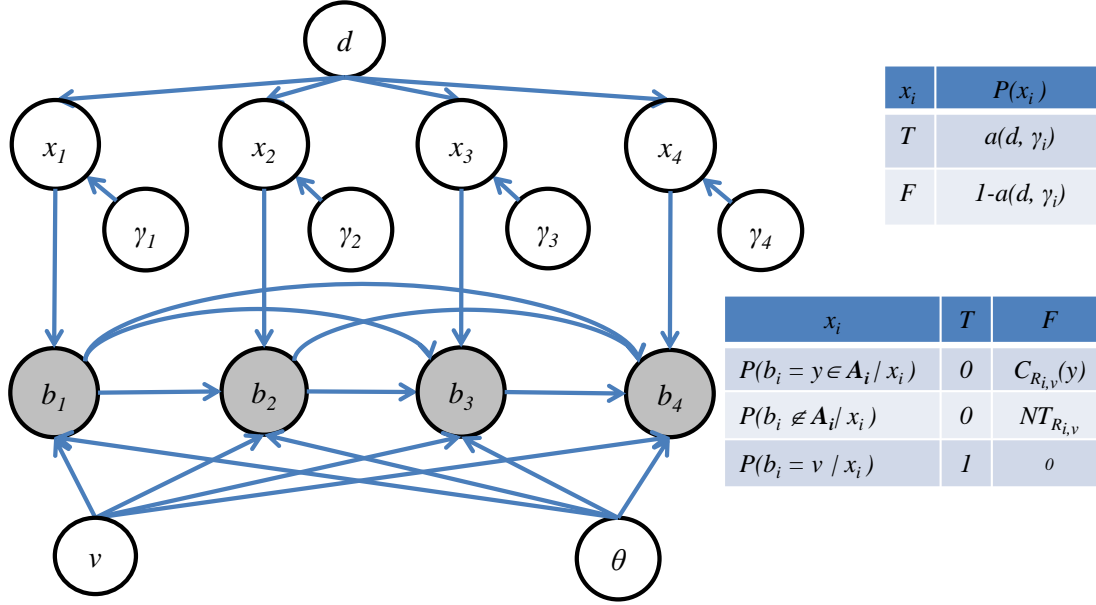 d
x1 x2 x3 x4
γ1 γ2 γ3 γ4
b1 b2 b3 b4
v θ
xi P(xi )
T a(d, γi)
F 1-a(d, γi)
xi T F
P(bi = y ∈ Ai | xi ) 0 CRi,v(y)
P(bi ∉ Ai| xi ) 0 NTRi,v
P(bi = v | xi ) 1 0